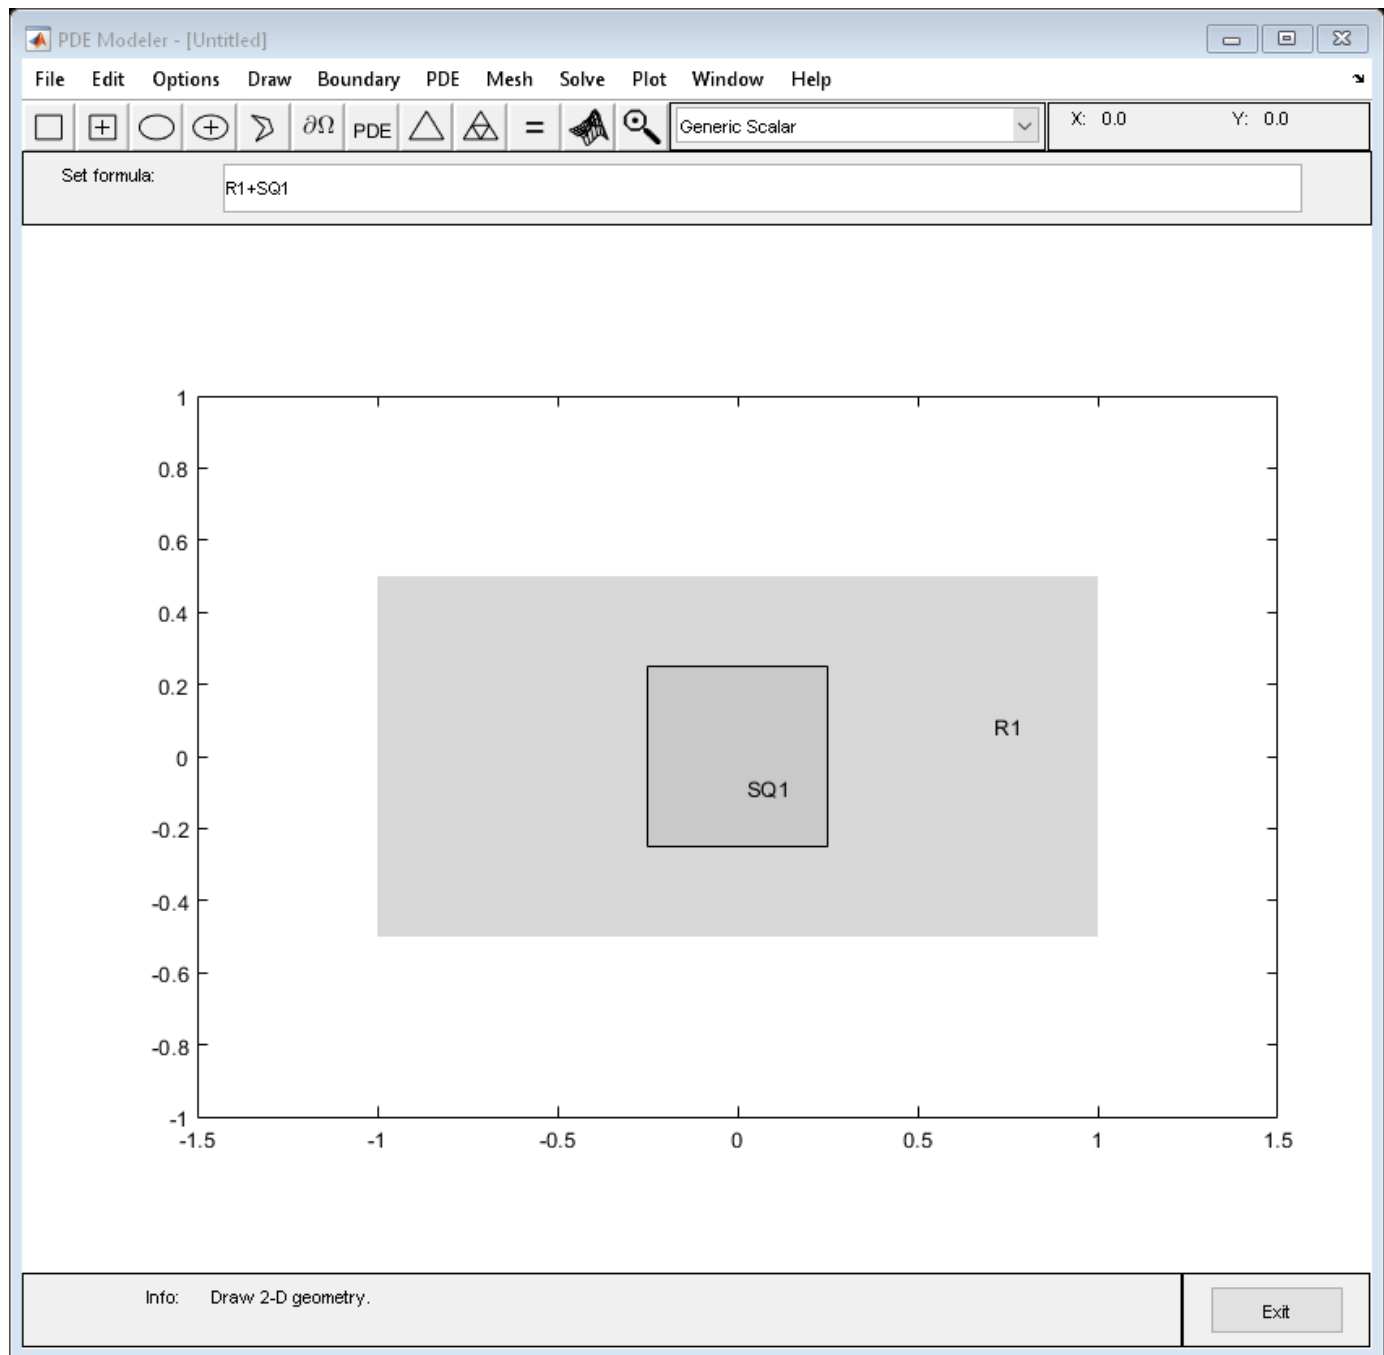 PDE Modeler - [Untitled]
File Edit Options Draw Boundary PDE Mesh Solve Plot Window Help
∂Ω PDE = Generic Scalar X: 0.0 Y: 0.0
Set formula: R1+SQ1
1
0.8
0.6
0.4
0.2
0
-0.2
-0.4
-0.6
-0.8
-1
R1
SQ1
-1.5 -1 -0.5 0 0.5 1 1.5
Info: Draw 2-D geometry. Exit